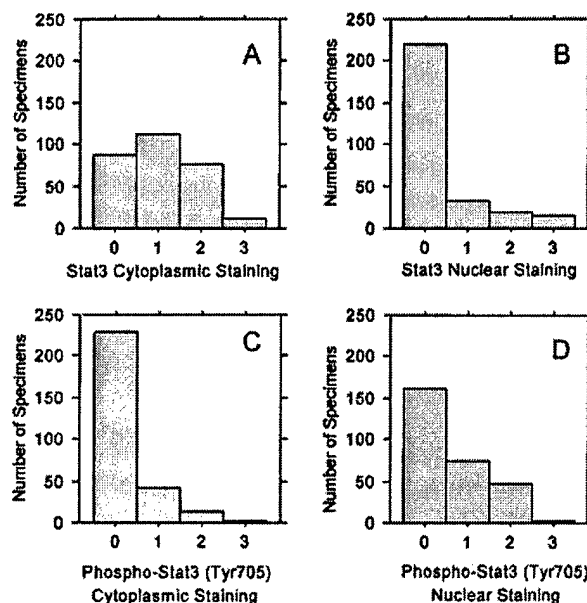 A
250
200
150
100
50
0
Number of Specimens
0 1 2 3
Stat3 Cytoplasmic Staining
B
250
200
150
100
50
0
Number of Specimens
0 1 2 3
Stat3 Nuclear Staining
C
250
200
150
100
50
0
Number of Specimens
0 1 2 3
Phospho-Stat3 (Tyr705)
Cytoplasmic Staining
D
250
200
150
100
50
0
Number of Specimens
0 1 2 3
Phospho-Stat3 (Tyr705)
Nuclear Staining